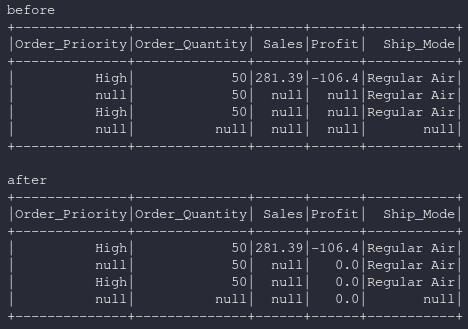 before
+--------------+--------------+------+------+-----------+
|Order_Priority|Order_Quantity| Sales|Profit|  Ship_Mode|
+--------------+--------------+------+------+-----------+
|          High|            50|281.39|-106.4|Regular Air|
|          null|            50|  null|  null|Regular Air|
|          High|            50|  null|  null|Regular Air|
|          null|          null|  null|  null|       null|
+--------------+--------------+------+------+-----------+
after
+--------------+--------------+------+------+-----------+
|Order_Priority|Order_Quantity| Sales|Profit|  Ship_Mode|
+--------------+--------------+------+------+-----------+
|          High|            50|281.39|-106.4|Regular Air|
|          null|            50|  null|   0.0|Regular Air|
|          High|            50|  null|   0.0|Regular Air|
|          null|          null|  null|   0.0|       null|
+--------------+--------------+------+------+-----------+